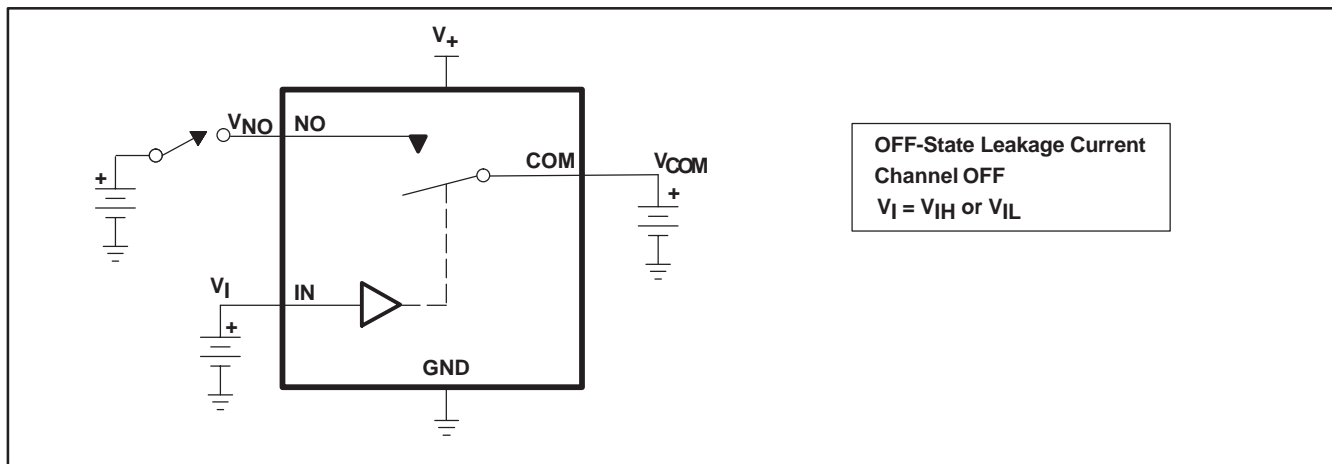 V+
VNO NO
+
COM VCOM
+
VI IN
+
GND
OFF-State Leakage Current
Channel OFF
VI = VIH or VIL